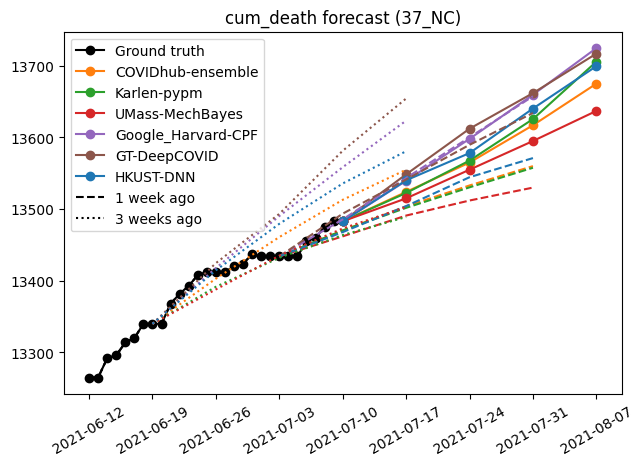 cum_death forecast (37_NC)
Ground truth
COVIDhub-ensemble
Karlen-pypm
UMass-MechBayes
Google_Harvard-CPF
GT-DeepCOVID
HKUST-DNN
1 week ago
3 weeks ago
13700
13600
13500
13400
13300
2021-06-12
2021-06-19
2021-06-26
2021-07-03
2021-07-10
2021-07-17
2021-07-24
2021-07-31
2021-08-07